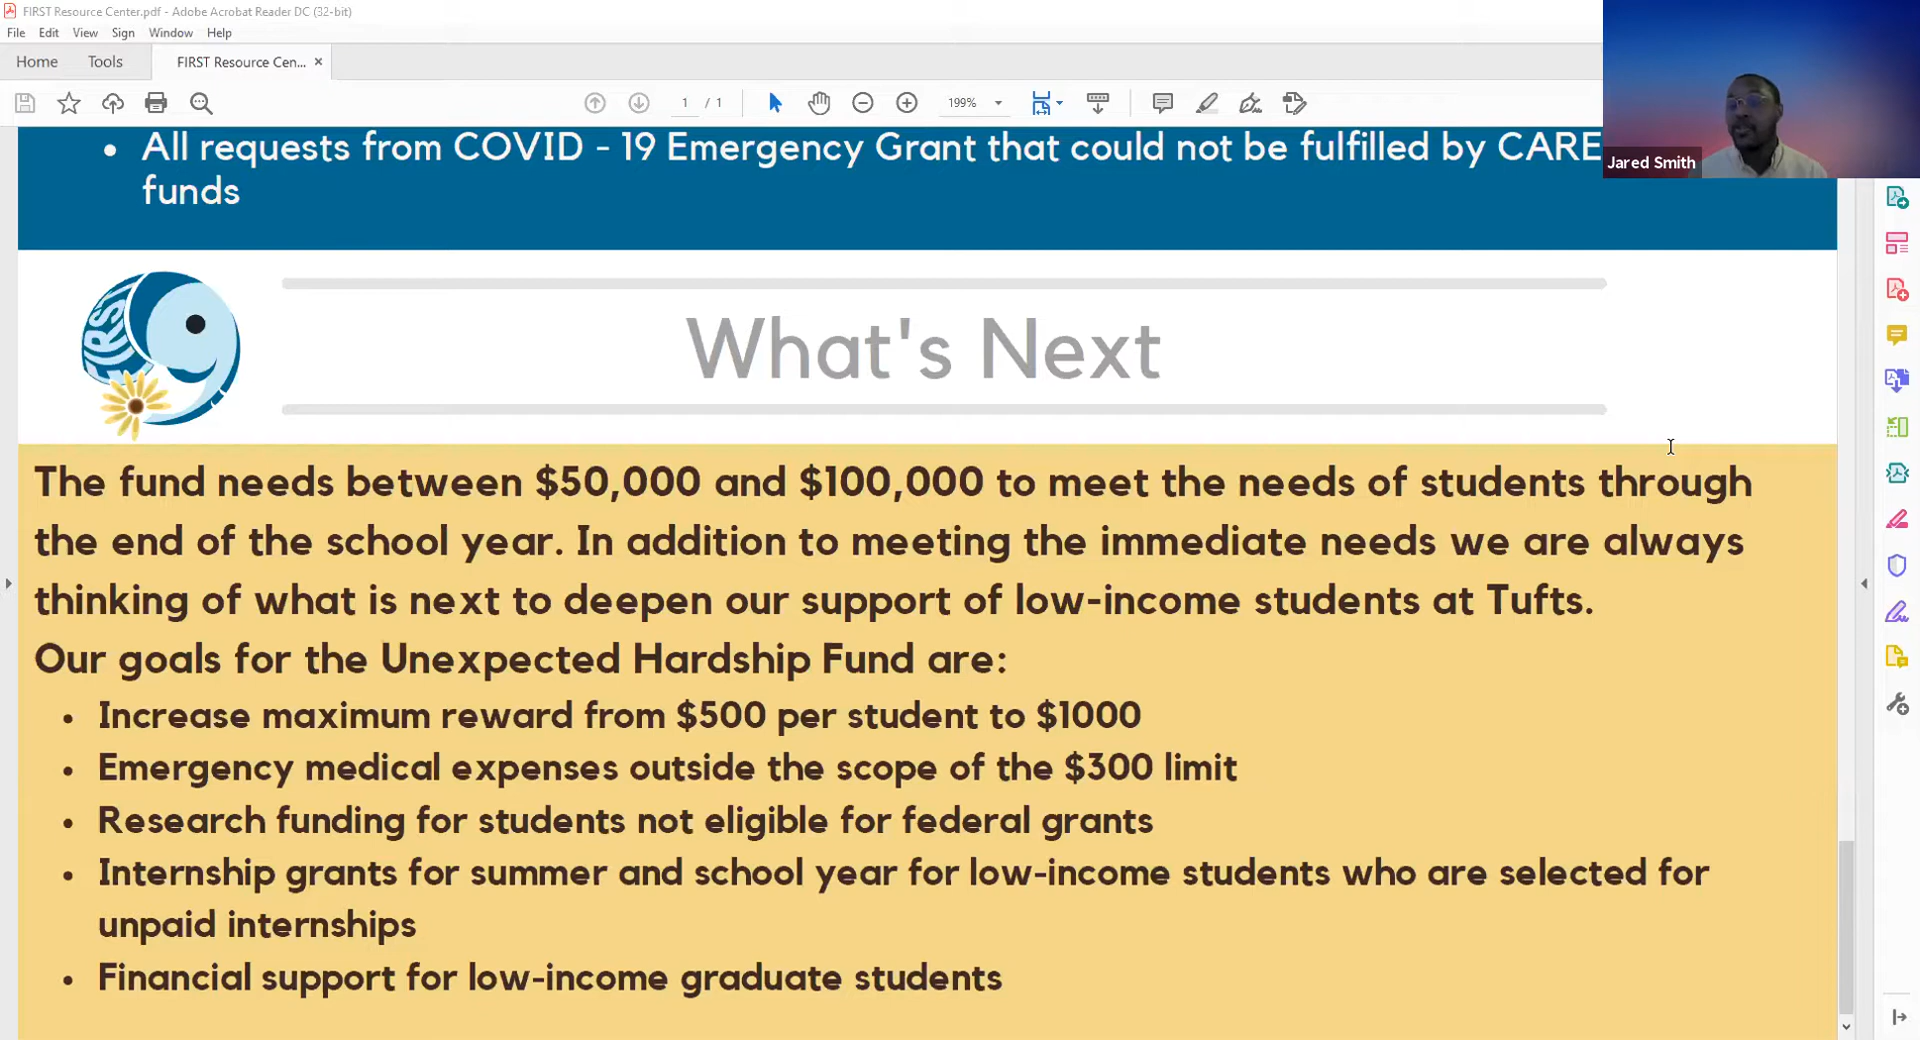 FIRST Resource Center.pdf - Adobe Acrobat Reader DC (32-bit)
File Edit View Sign Window Help
Home Tools FIRST Resource Cen... ×
1 / 1 199%
Jared Smith
• All requests from COVID - 19 Emergency Grant that could not be fulfilled by CARE
funds
FIRST
What's Next
The fund needs between $50,000 and $100,000 to meet the needs of students through
the end of the school year. In addition to meeting the immediate needs we are always
thinking of what is next to deepen our support of low-income students at Tufts.
Our goals for the Unexpected Hardship Fund are:
• Increase maximum reward from $500 per student to $1000
• Emergency medical expenses outside the scope of the $300 limit
• Research funding for students not eligible for federal grants
• Internship grants for summer and school year for low-income students who are selected for
unpaid internships
• Financial support for low-income graduate students